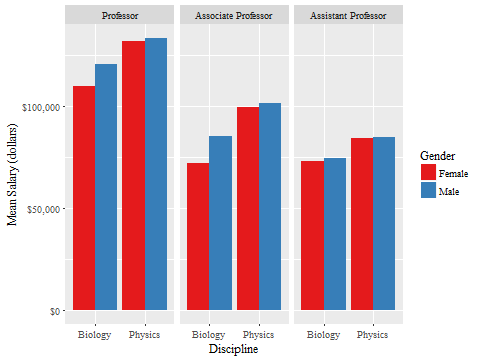 Professor
Associate Professor
Assistant Professor
Mean Salary (dollars)
$100,000
$50,000
$0
Biology
Physics
Biology
Physics
Biology
Physics
Discipline
Gender
Female
Male